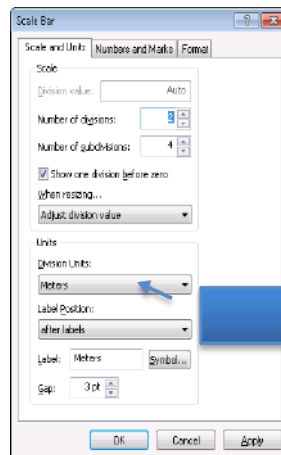 Scale Bar
Scale and Units Numbers and Marks Format
Scale
Division value: Auto
Number of divisions: 2
Number of subdivisions: 4
Show one division before zero
When resizing...
Adjust division value
Units
Division Units:
Meters
Label Position:
after labels
Label: Meters Symbol...
Gap: 3 pt
OK Cancel Apply